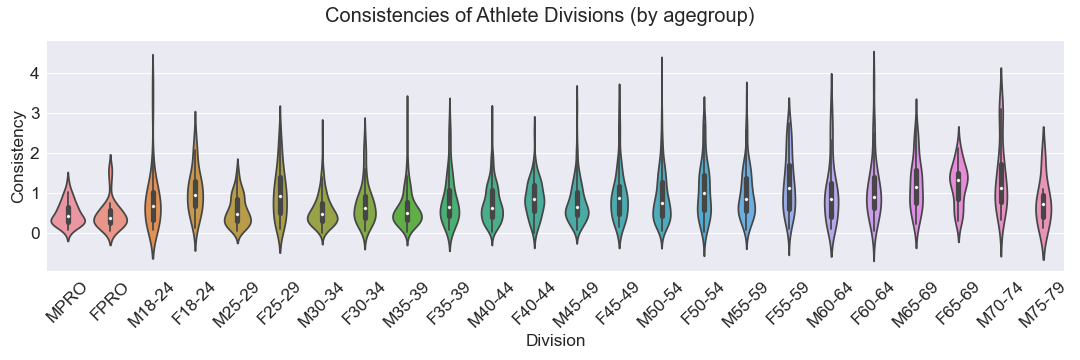 Consistencies of Athlete Divisions (by agegroup)
Consistency
4
3
2
1
0
MPRO
FPRO
M18-24
F18-24
M25-29
F25-29
M30-34
F30-34
M35-39
F35-39
M40-44
F40-44
M45-49
F45-49
M50-54
F50-54
M55-59
F55-59
M60-64
F60-64
M65-69
F65-69
M70-74
M75-79
Division